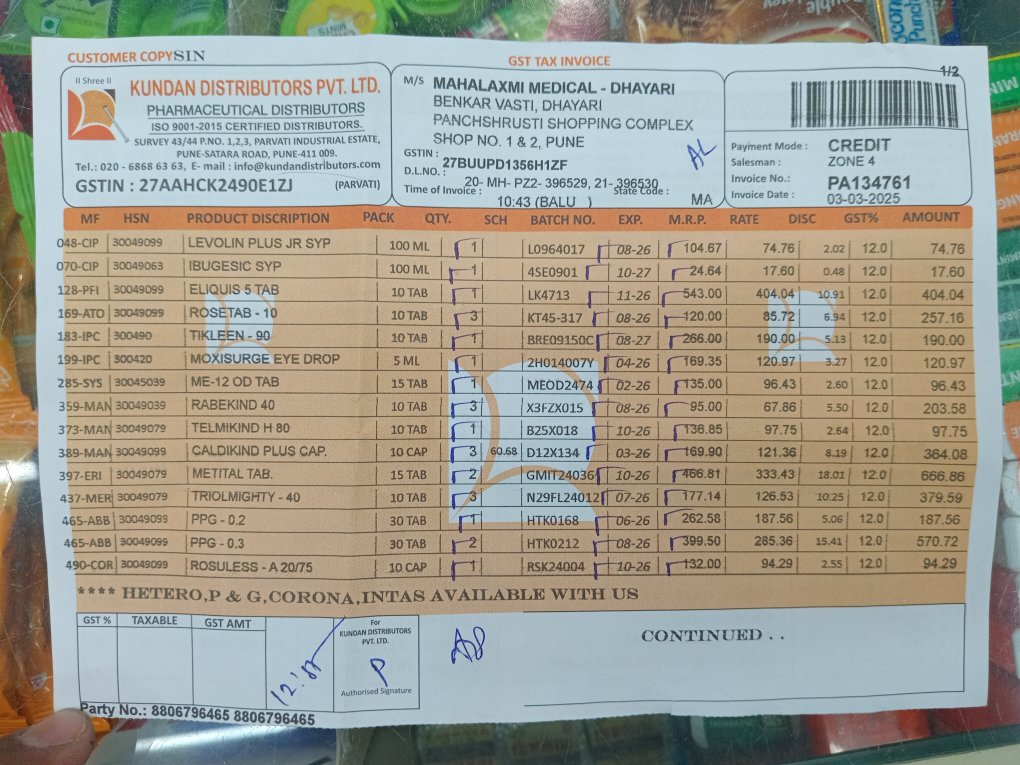 CUSTOMER COPYSIN
GST TAX INVOICE
1/2
II Shree II
KUNDAN DISTRIBUTORS PVT. LTD.
PHARMACEUTICAL DISTRIBUTORS
ISO 9001-2015 CERTIFIED DISTRIBUTORS.
SURVEY 43/44 P.NO. 1,2,3, PARVATI INDUSTRIAL ESTATE,
PUNE-SATARA ROAD, PUNE-411 009.
Tel.: 020 - 6868 63 63, E- mail : info@kundandistributors.com
GSTIN : 27AAHCK2490E1ZJ (PARVATI)
M/S MAHALAXMI MEDICAL - DHAYARI
BENKAR VASTI, DHAYARI
PANCHSHRUSTI SHOPPING COMPLEX
SHOP NO. 1 & 2, PUNE
GSTIN : 27BUUPD1356H1ZF
D.L.NO. : 20- MH- PZ2- 396529, 21- 396530
Time of Invoice : 10:43 (BALU ) State Code : MA
Payment Mode : CREDIT
Salesman : ZONE 4
Invoice No.: PA134761
Invoice Date : 03-03-2025
MF HSN PRODUCT DISCRIPTION PACK QTY. SCH BATCH NO. EXP. M.R.P. RATE DISC GST% AMOUNT
048-CIP 30049099 LEVOLIN PLUS JR SYP 100 ML 1 L0964017 08-26 104.67 74.76 2.02 12.0 74.76
070-CIP 30049063 IBUGESIC SYP 100 ML 1 4SE0901 10-27 24.64 17.60 0.48 12.0 17.60
128-PFI 30049099 ELIQUIS 5 TAB 10 TAB 1 LK4713 11-26 543.00 404.04 10.91 12.0 404.04
169-ATO 30049099 ROSETAB - 10 10 TAB 3 KT45-317 08-26 120.00 85.72 6.94 12.0 257.16
183-IPC 300490 TIKLEEN - 90 10 TAB 1 BRE09150C 08-27 266.00 190.00 5.13 12.0 190.00
199-IPC 300420 MOXISURGE EYE DROP 5 ML 1 2H014007Y 04-26 169.35 120.97 3.27 12.0 120.97
285-SYS 30045039 ME-12 OD TAB 15 TAB 1 MEOD2474 02-26 135.00 96.43 2.60 12.0 96.43
359-MAN 30049039 RABEKIND 40 10 TAB 3 X3FZX015 08-26 95.00 67.86 5.50 12.0 203.58
373-MAN 30049079 TELMIKIND H 80 10 TAB 1 B25X018 10-26 136.85 97.75 2.64 12.0 97.75
389-MAN 30049099 CALDIKIND PLUS CAP. 10 CAP 3 60.68 D12X134 03-26 169.90 121.36 8.19 12.0 364.08
397-ERI 30049079 METITAL TAB. 15 TAB 2 GMIT24036 10-26 466.81 333.43 18.01 12.0 666.86
437-MER 30049079 TRIOLMIGHTY - 40 10 TAB 3 N29FL24012 07-26 177.14 126.53 10.25 12.0 379.59
465-ABB 30049099 PPG - 0.2 30 TAB 1 HTK0168 06-26 262.58 187.56 5.06 12.0 187.56
465-ABB 30049099 PPG - 0.3 30 TAB 2 HTK0212 08-26 399.50 285.36 15.41 12.0 570.72
490-COR 30049099 ROSULESS - A 20/75 10 CAP 1 RSK24004 10-26 132.00 94.29 2.55 12.0 94.29
**** HETERO,P & G,CORONA,INTAS AVAILABLE WITH US
GST % TAXABLE GST AMT
For
KUNDAN DISTRIBUTORS
PVT. LTD.
Authorised Signature
CONTINUED . .
Party No.: 8806796465 8806796465